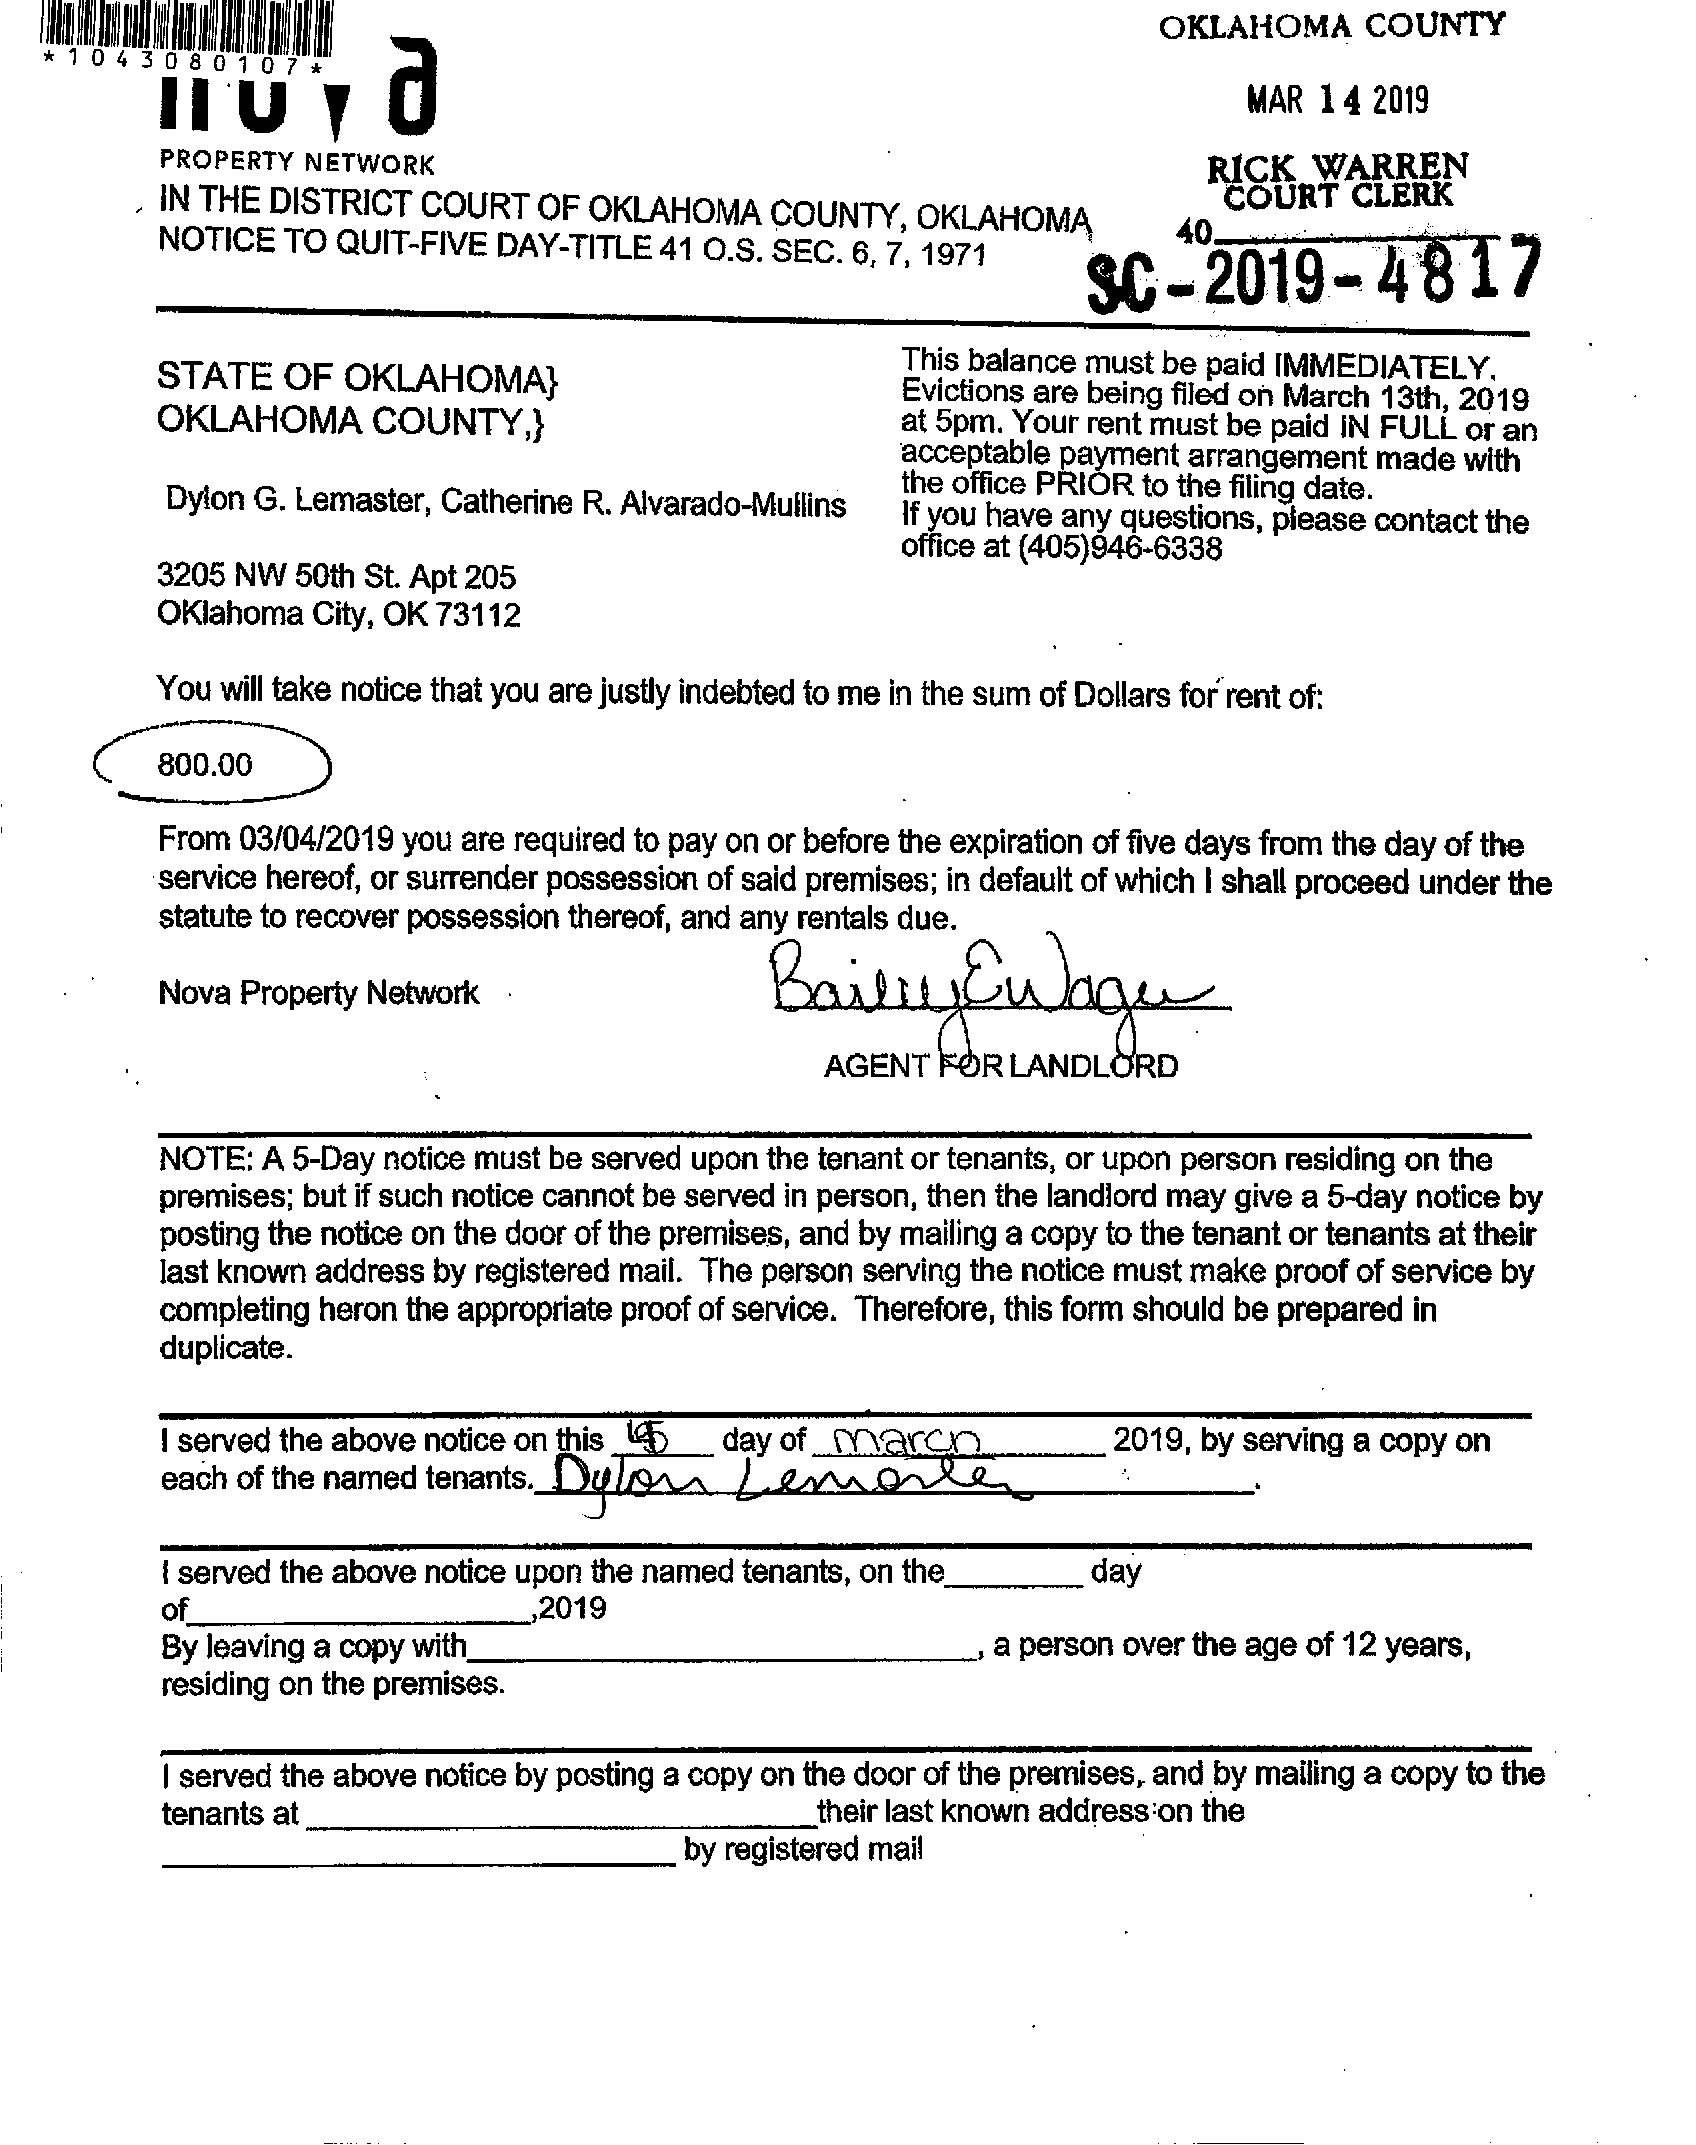 *1043080107*
nova
PROPERTY NETWORK
OKLAHOMA COUNTY
MAR 14 2019
RICK WARREN
COURT CLERK
40
SC-2019-4817
IN THE DISTRICT COURT OF OKLAHOMA COUNTY, OKLAHOMA
NOTICE TO QUIT-FIVE DAY-TITLE 41 O.S. SEC. 6, 7, 1971
STATE OF OKLAHOMA}
OKLAHOMA COUNTY,}
Dylon G. Lemaster, Catherine R. Alvarado-Mullins
3205 NW 50th St. Apt 205
OKlahoma City, OK 73112
This balance must be paid IMMEDIATELY.
Evictions are being filed on March 13th, 2019
at 5pm. Your rent must be paid IN FULL or an
acceptable payment arrangement made with
the office PRIOR to the filing date.
If you have any questions, please contact the
office at (405)946-6338
You will take notice that you are justly indebted to me in the sum of Dollars for rent of:
800.00
From 03/04/2019 you are required to pay on or before the expiration of five days from the day of the
service hereof, or surrender possession of said premises; in default of which I shall proceed under the
statute to recover possession thereof, and any rentals due.
Nova Property Network
AGENT FOR LANDLORD
NOTE: A 5-Day notice must be served upon the tenant or tenants, or upon person residing on the
premises; but if such notice cannot be served in person, then the landlord may give a 5-day notice by
posting the notice on the door of the premises, and by mailing a copy to the tenant or tenants at their
last known address by registered mail. The person serving the notice must make proof of service by
completing heron the appropriate proof of service. Therefore, this form should be prepared in
duplicate.
I served the above notice on this day of march 2019, by serving a copy on
each of the named tenants. Dylon Lemaster.
I served the above notice upon the named tenants, on the________ day
of____________________,2019
By leaving a copy with______________________________, a person over the age of 12 years,
residing on the premises.
I served the above notice by posting a copy on the door of the premises, and by mailing a copy to the
tenants at ______________________________their last known address on the
______________________________ by registered mail